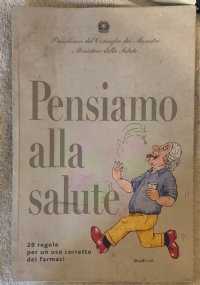 Presidenza del Consiglio dei Ministri
Ministero della Salute
Pensiamo
alla
salute
20 regole
per un uso corretto
dei farmaci